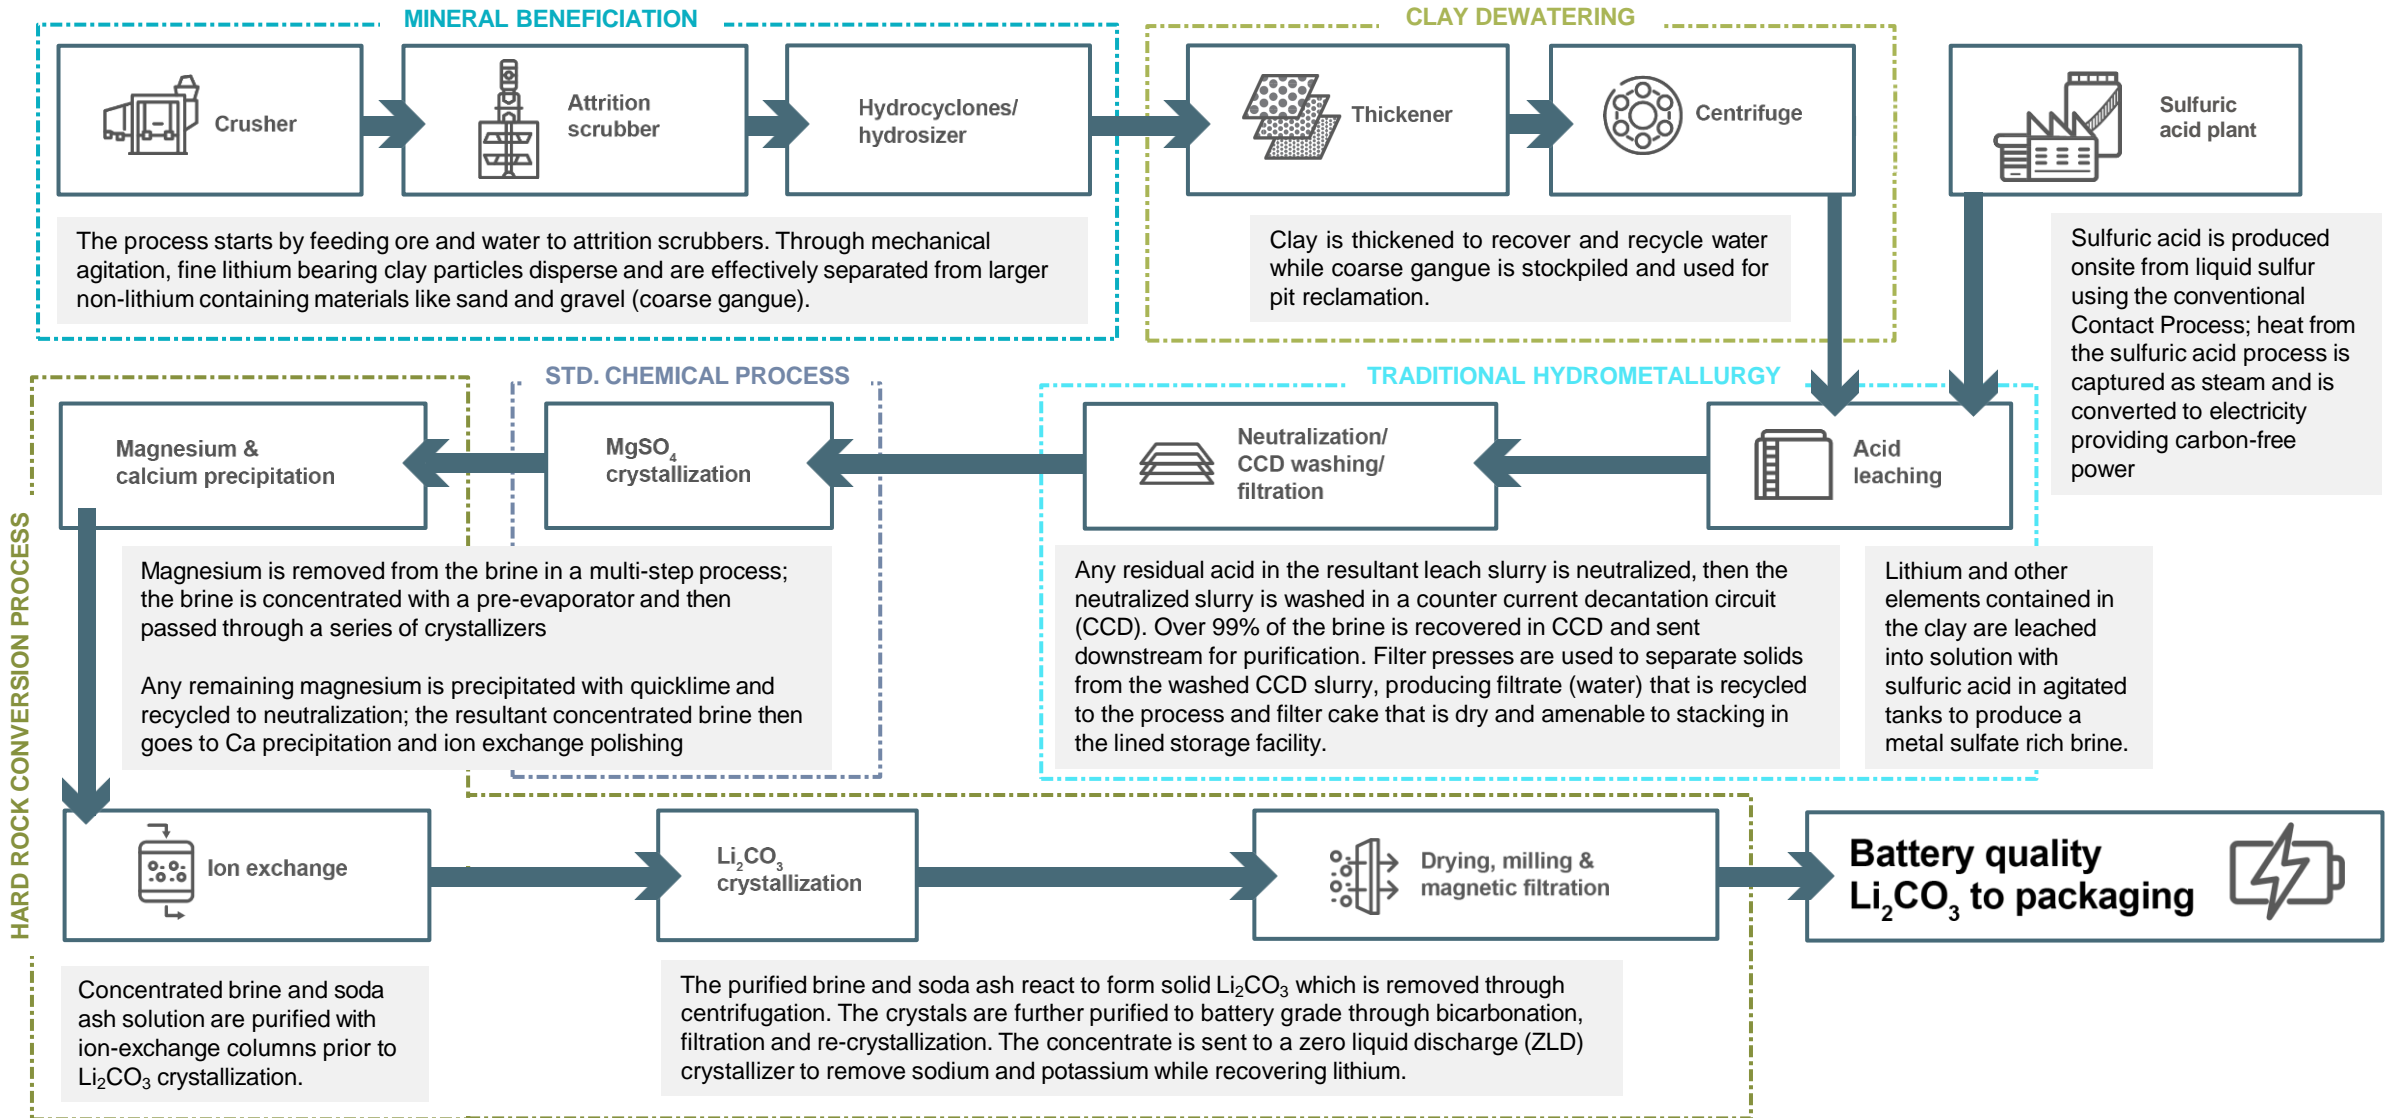 MINERAL BENEFICIATION
CLAY DEWATERING
Crusher
Attrition
scrubber
Hydrocyclones/
hydrosizer
Thickener
Centrifuge
Sulfuric
acid plant
The process starts by feeding ore and water to attrition scrubbers. Through mechanical
agitation, fine lithium bearing clay particles disperse and are effectively separated from larger
non-lithium containing materials like sand and gravel (coarse gangue).
Clay is thickened to recover and recycle water
while coarse gangue is stockpiled and used for
pit reclamation.
Sulfuric acid is produced
onsite from liquid sulfur
using the conventional
Contact Process; heat from
the sulfuric acid process is
captured as steam and is
converted to electricity
providing carbon-free
power
STD. CHEMICAL PROCESS
TRADITIONAL HYDROMETALLURGY
HARD ROCK CONVERSION PROCESS
Magnesium &
calcium precipitation
MgSO₄
crystallization
Neutralization/
CCD washing/
filtration
Acid
leaching
Magnesium is removed from the brine in a multi-step process;
the brine is concentrated with a pre-evaporator and then
passed through a series of crystallizers
Any remaining magnesium is precipitated with quicklime and
recycled to neutralization; the resultant concentrated brine then
goes to Ca precipitation and ion exchange polishing
Any residual acid in the resultant leach slurry is neutralized, then the
neutralized slurry is washed in a counter current decantation circuit
(CCD). Over 99% of the brine is recovered in CCD and sent
downstream for purification. Filter presses are used to separate solids
from the washed CCD slurry, producing filtrate (water) that is recycled
to the process and filter cake that is dry and amenable to stacking in
the lined storage facility.
Lithium and other
elements contained in
the clay are leached
into solution with
sulfuric acid in agitated
tanks to produce a
metal sulfate rich brine.
Ion exchange
Li₂CO₃
crystallization
Drying, milling &
magnetic filtration
Battery quality
Li₂CO₃ to packaging
Concentrated brine and soda
ash solution are purified with
ion-exchange columns prior to
Li₂CO₃ crystallization.
The purified brine and soda ash react to form solid Li₂CO₃ which is removed through
centrifugation. The crystals are further purified to battery grade through bicarbonation,
filtration and re-crystallization. The concentrate is sent to a zero liquid discharge (ZLD)
crystallizer to remove sodium and potassium while recovering lithium.